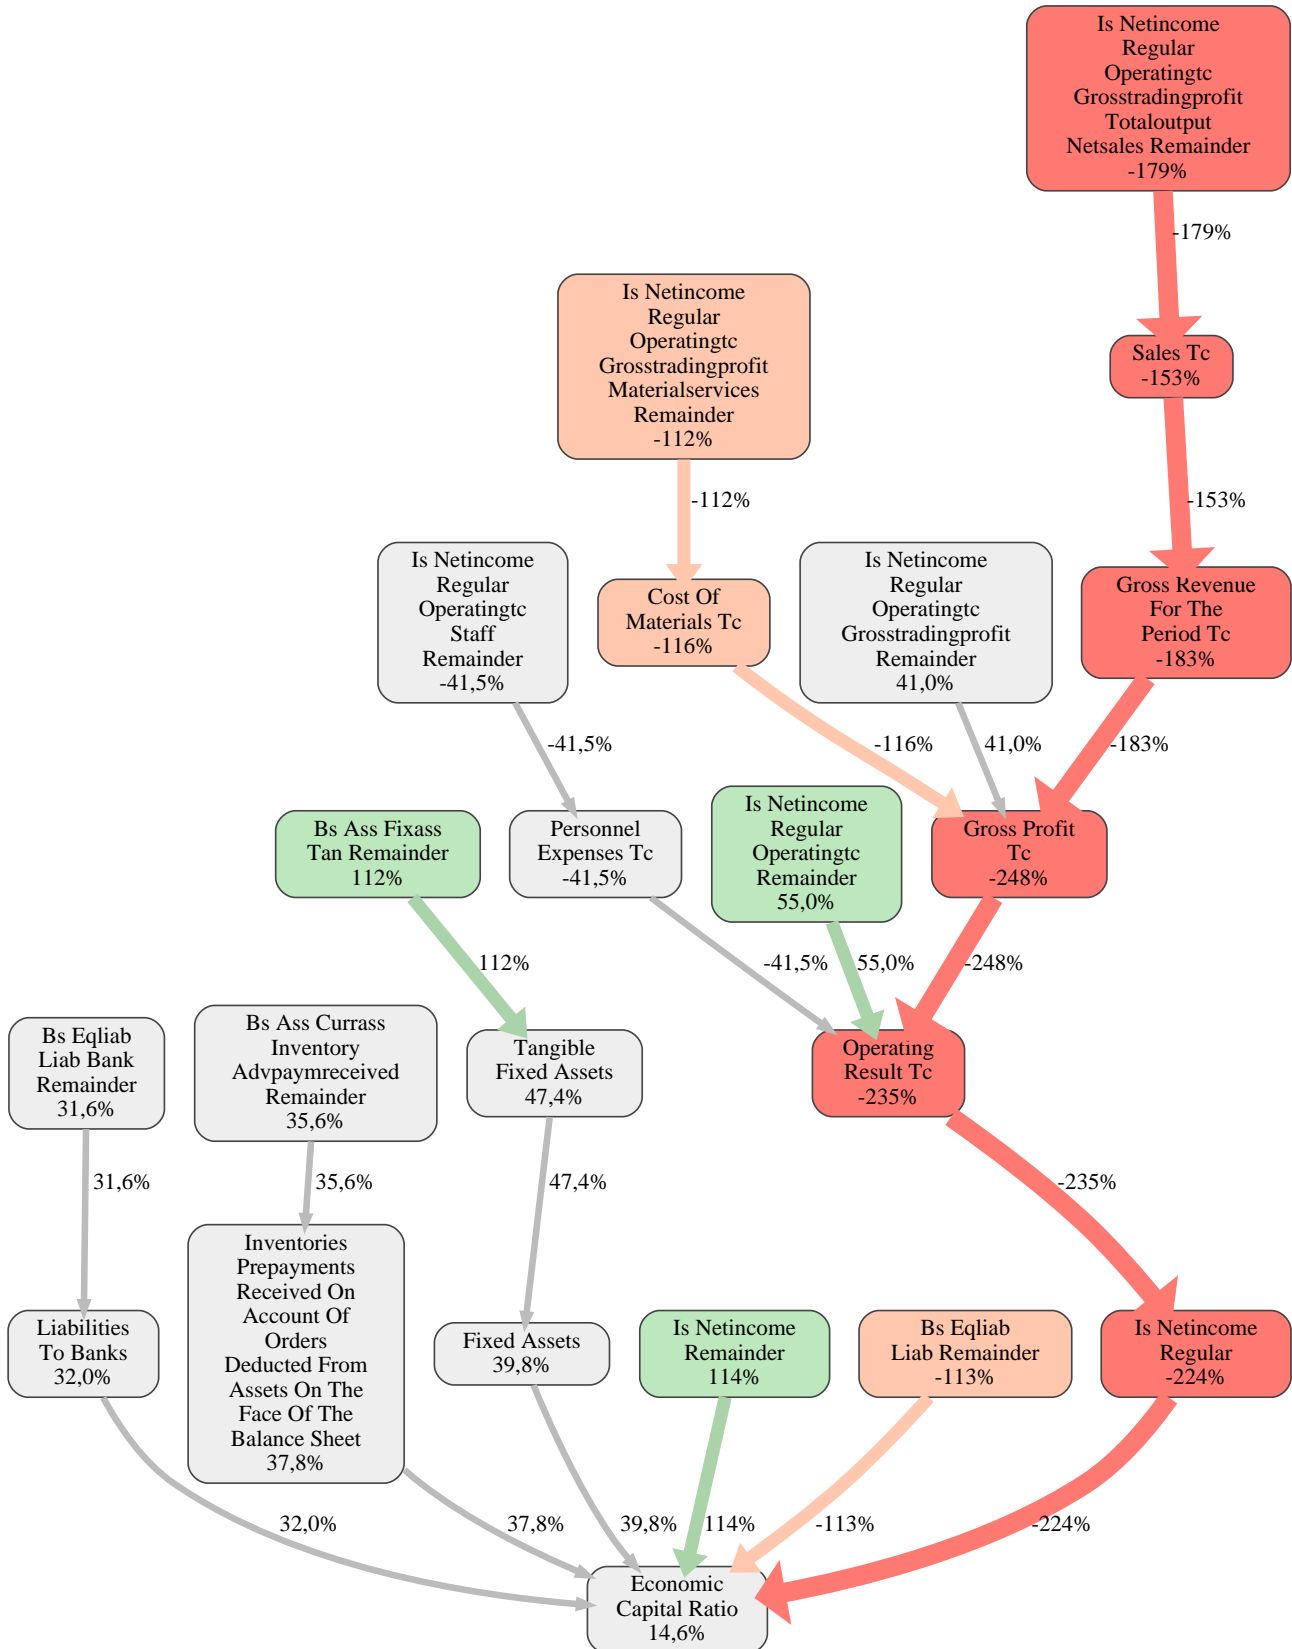 Is Netincome
Regular
Operatingtc
Grosstradingprofit
Totaloutput
Netsales Remainder
-179%
-179%
Sales Tc
-153%
-153%
Is Netincome
Regular
Operatingtc
Grosstradingprofit
Materialservices
Remainder
-112%
-112%
Is Netincome
Regular
Operatingtc
Staff
Remainder
-41,5%
Cost Of
Materials Tc
-116%
Is Netincome
Regular
Operatingtc
Grosstradingprofit
Remainder
41,0%
Gross Revenue
For The
Period Tc
-183%
-41,5%
-116%
41,0%
-183%
Bs Ass Fixass
Tan Remainder
112%
Personnel
Expenses Tc
-41,5%
Is Netincome
Regular
Operatingtc
Remainder
55,0%
Gross Profit
Tc
-248%
112%
-41,5%
55,0%
-248%
Bs Eqliab
Liab Bank
Remainder
31,6%
Bs Ass Currass
Inventory
Advpaymreceived
Remainder
35,6%
Tangible
Fixed Assets
47,4%
Operating
Result Tc
-235%
31,6%
35,6%
47,4%
-235%
Liabilities
To Banks
32,0%
Inventories
Prepayments
Received On
Account Of
Orders
Deducted From
Assets On The
Face Of The
Balance Sheet
37,8%
Fixed Assets
39,8%
Is Netincome
Remainder
114%
Bs Eqliab
Liab Remainder
-113%
Is Netincome
Regular
-224%
32,0%
37,8%
39,8%
114%
-113%
-224%
Economic
Capital Ratio
14,6%